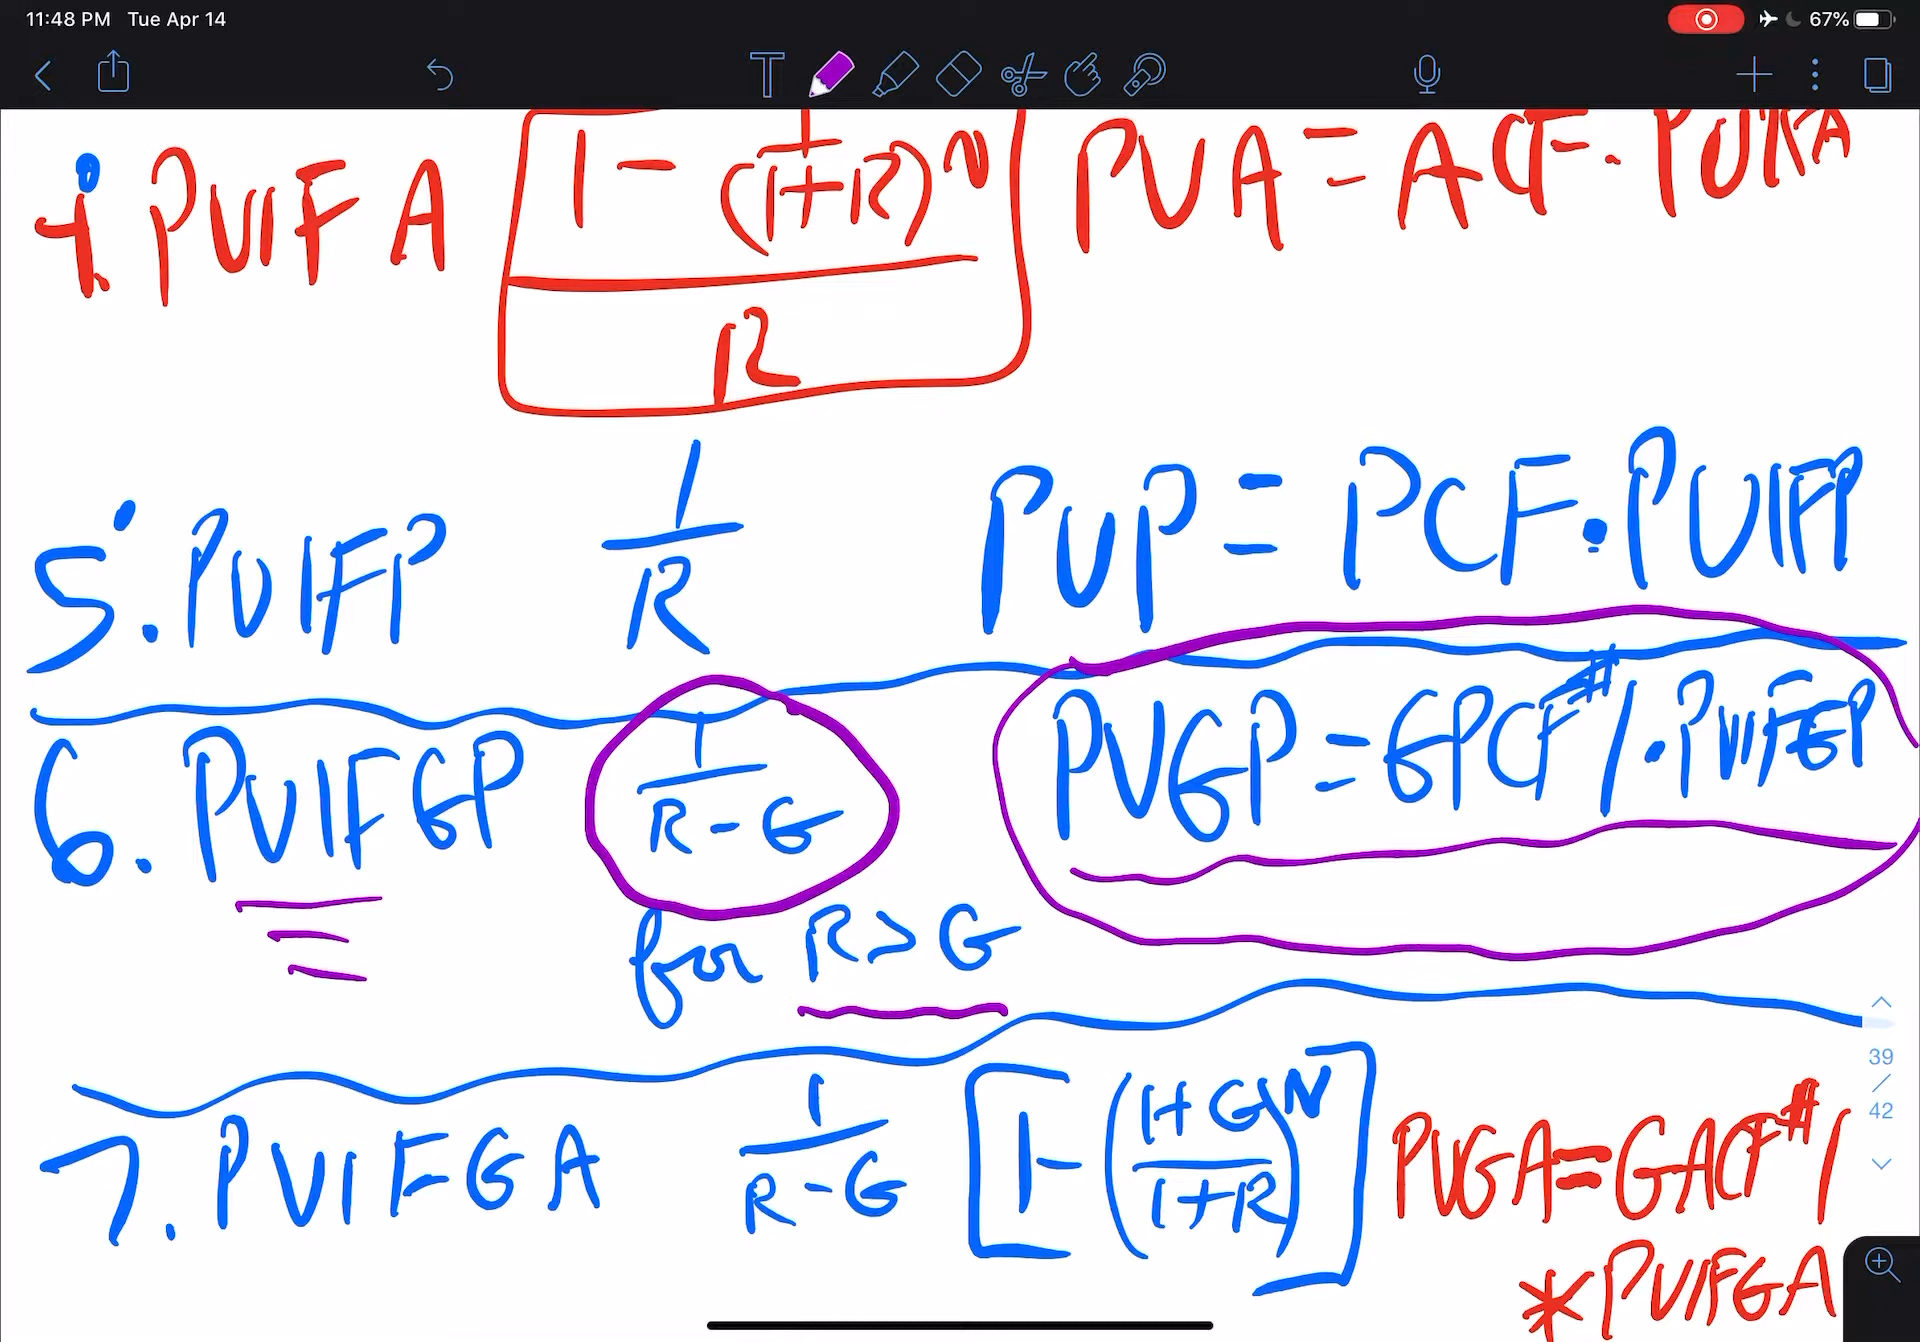 11:48 PM Tue Apr 14 67%
4. PVIFA 1 - 1/(1+R)^N / R PVA = ACF . PVIFA
5. PVIFP 1/R PVP = PCF . PVIFP
6. PVIFGP 1/R-G PVGP = GPCF#1 . PVIFGP
for R > G
7. PVIFGA 1/R-G [1 - (1+G/1+R)^N] PVGA = GACF#1
* PVIFGA
39
/
42